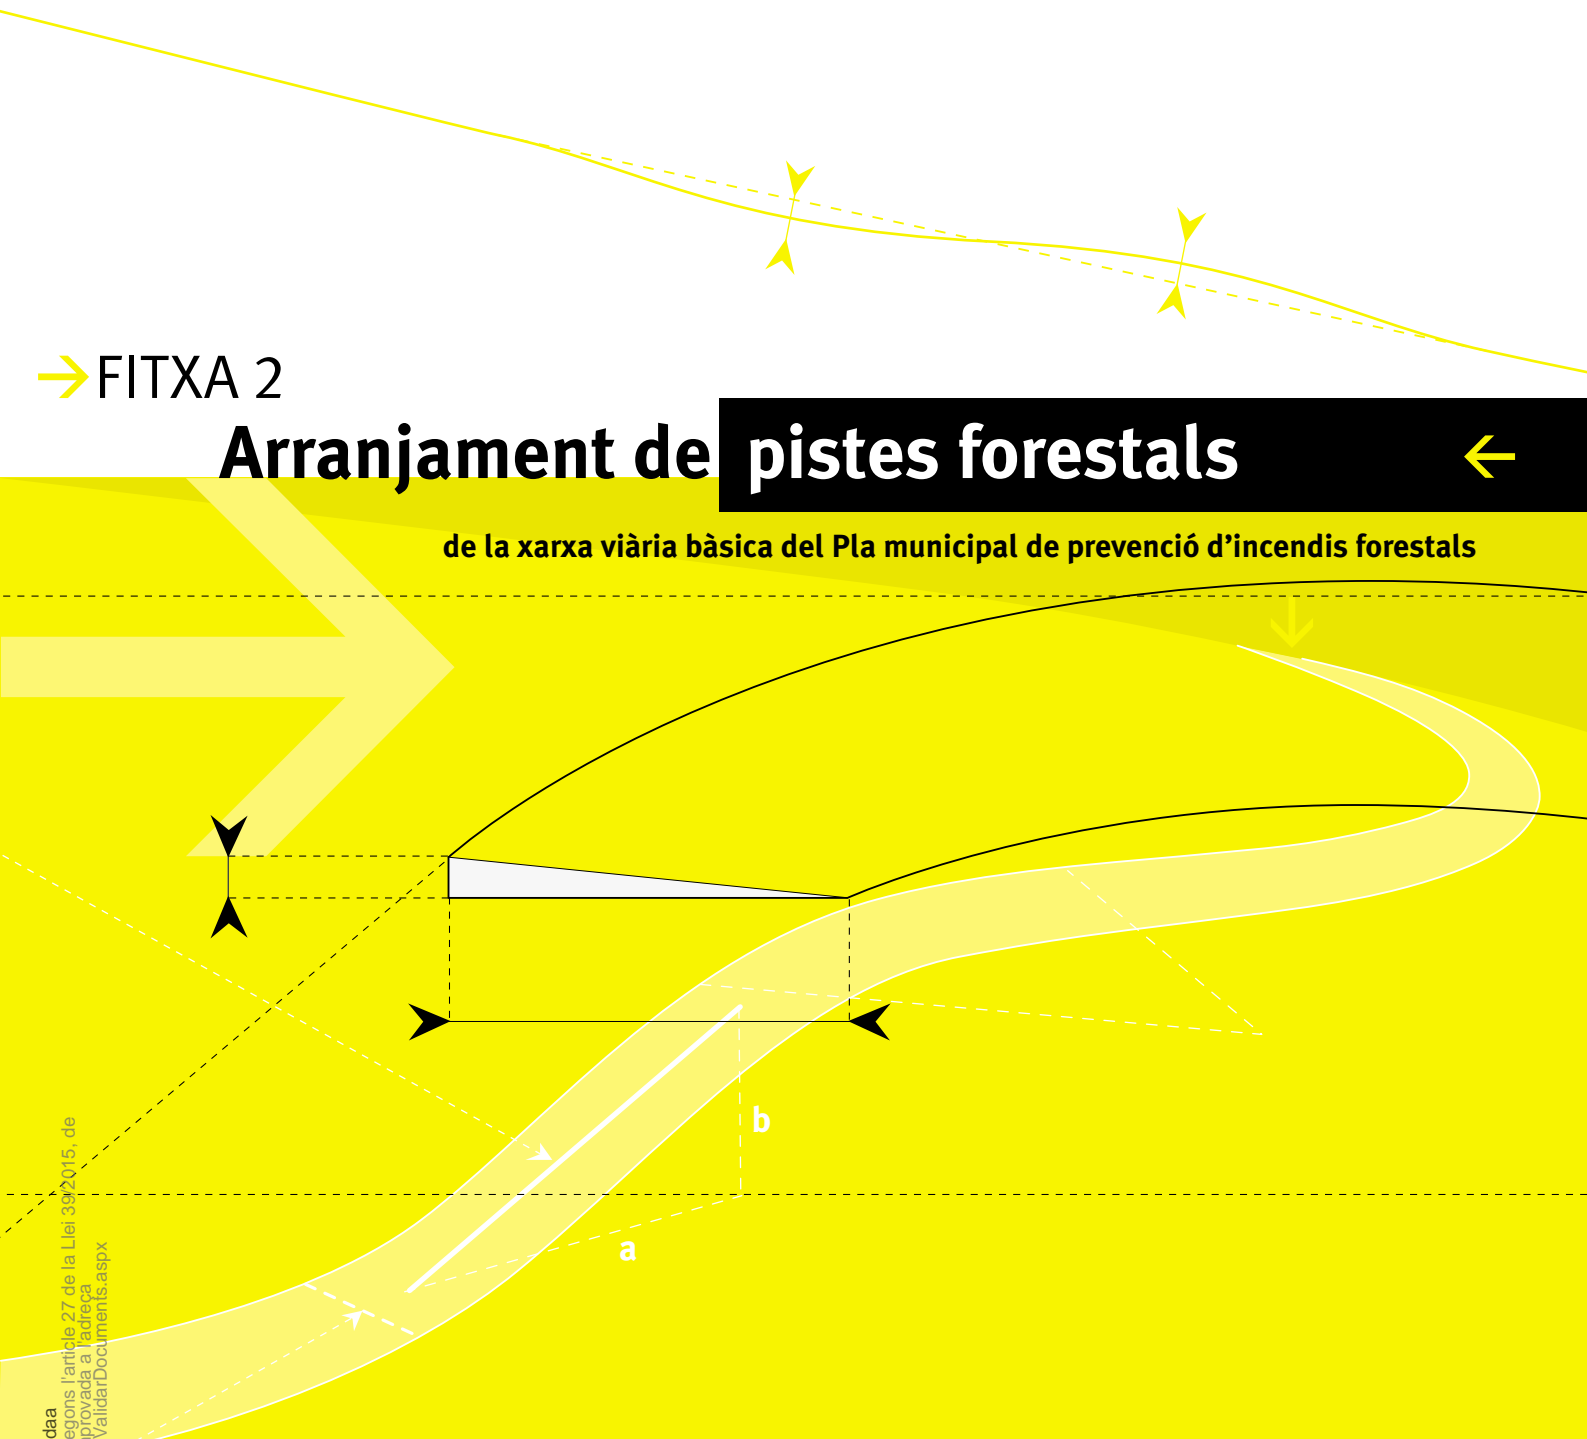 FITXA 2
Arranjament de pistes forestals
de la xarxa viària bàsica del Pla municipal de prevenció d'incendis forestals
b
a
daa
egons l'article 27 de la Llei 39/2015, de
provada a l'adreça
ValidarDocuments.aspx